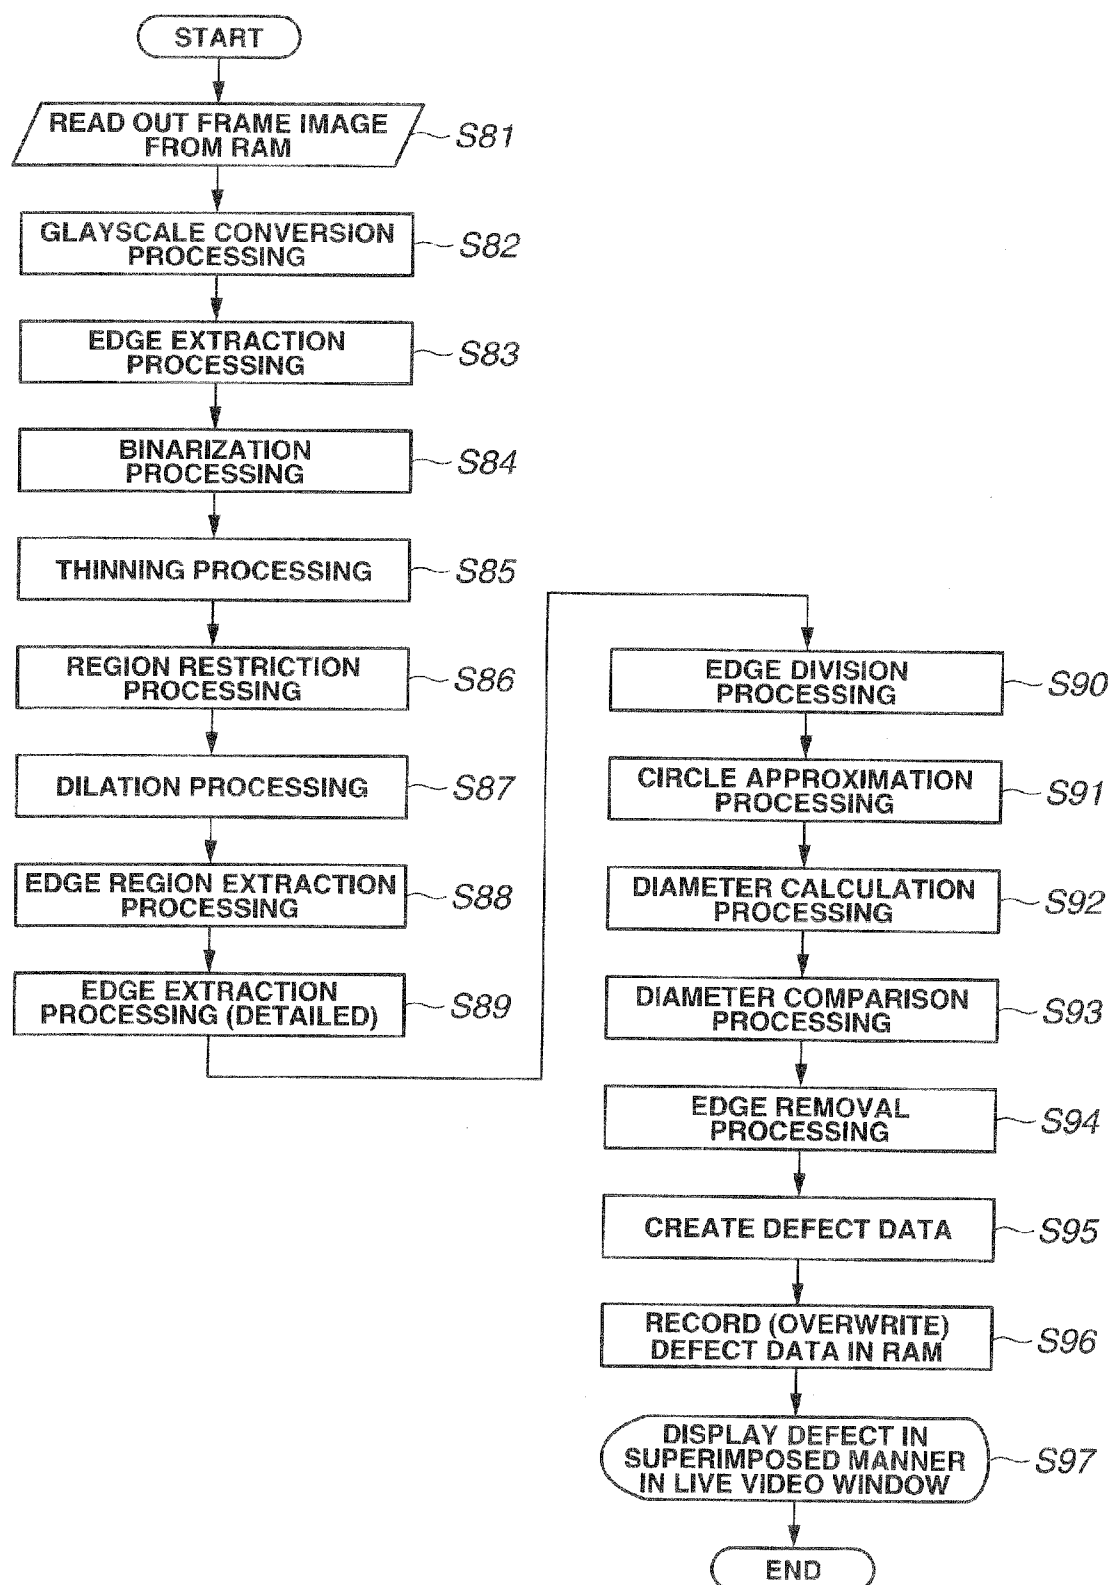 START
READ OUT FRAME IMAGE
FROM RAM
S81
GLAYSCALE CONVERSION
PROCESSING
S82
EDGE EXTRACTION
PROCESSING
S83
BINARIZATION
PROCESSING
S84
THINNING PROCESSING
S85
REGION RESTRICTION
PROCESSING
S86
DILATION PROCESSING
S87
EDGE REGION EXTRACTION
PROCESSING
S88
EDGE EXTRACTION
PROCESSING (DETAILED)
S89
EDGE DIVISION
PROCESSING
S90
CIRCLE APPROXIMATION
PROCESSING
S91
DIAMETER CALCULATION
PROCESSING
S92
DIAMETER COMPARISON
PROCESSING
S93
EDGE REMOVAL
PROCESSING
S94
CREATE DEFECT DATA
S95
RECORD (OVERWRITE)
DEFECT DATA IN RAM
S96
DISPLAY DEFECT IN
SUPERIMPOSED MANNER
IN LIVE VIDEO WINDOW
S97
END